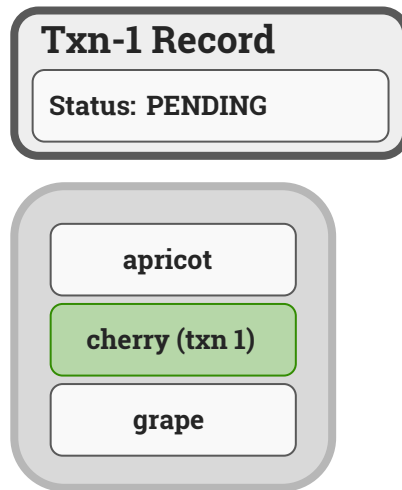 Txn-1 Record
Status: PENDING
apricot
cherry (txn 1)
grape